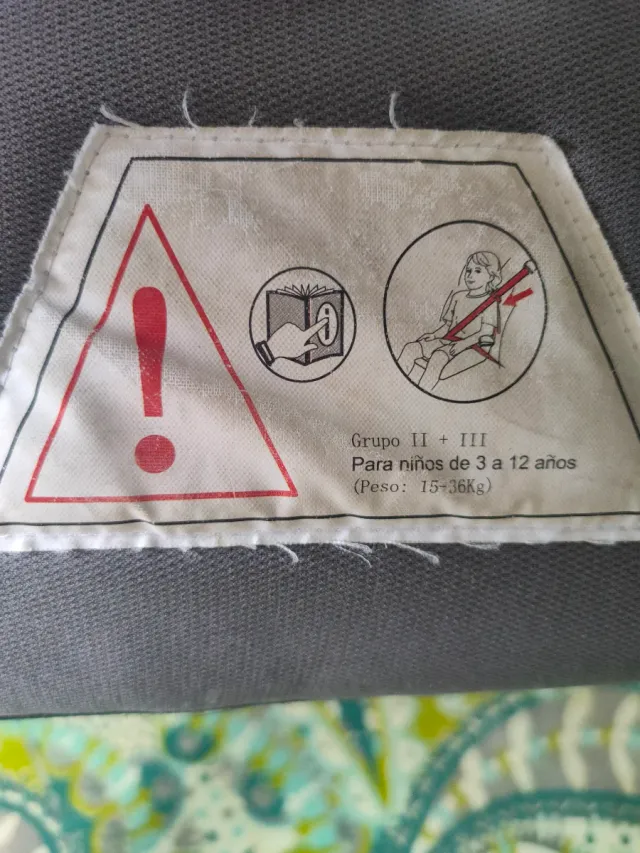 i
Grupo II + III
Para niños de 3 a 12 años
(Peso: 15-36Kg)